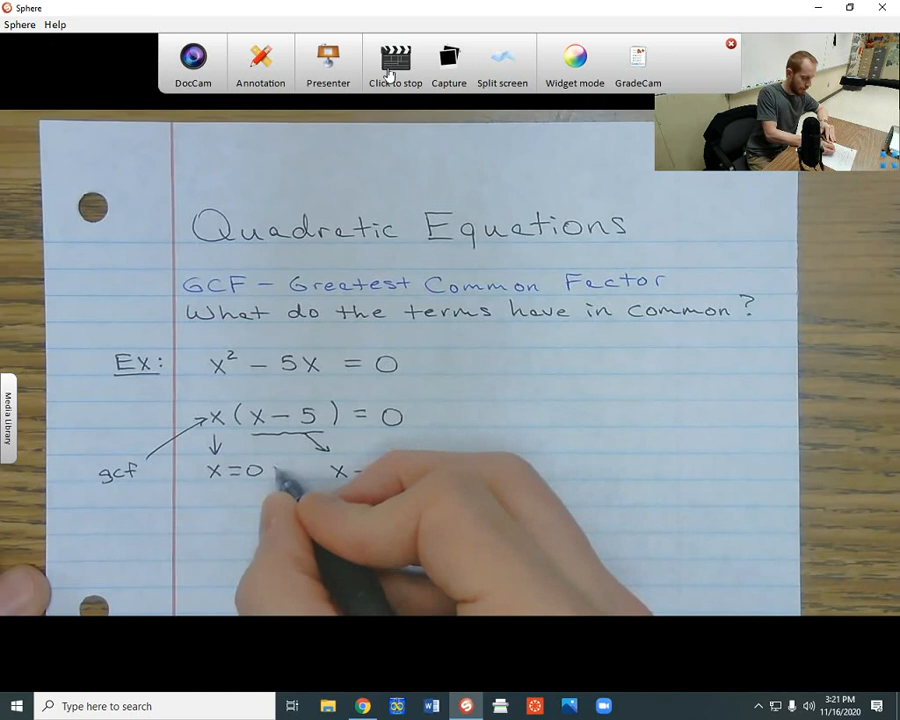 Sphere
Sphere Help
DocCam Annotation Presenter Click to stop Capture Split screen Widget mode GradeCam
Quadratic Equations
GCF - Greatest Common Factor
What do the terms have in common?
Ex: x² - 5x = 0
x(x - 5) = 0
gcf x = 0 x -
Media Library
Type here to search
3:21 PM
11/16/2020